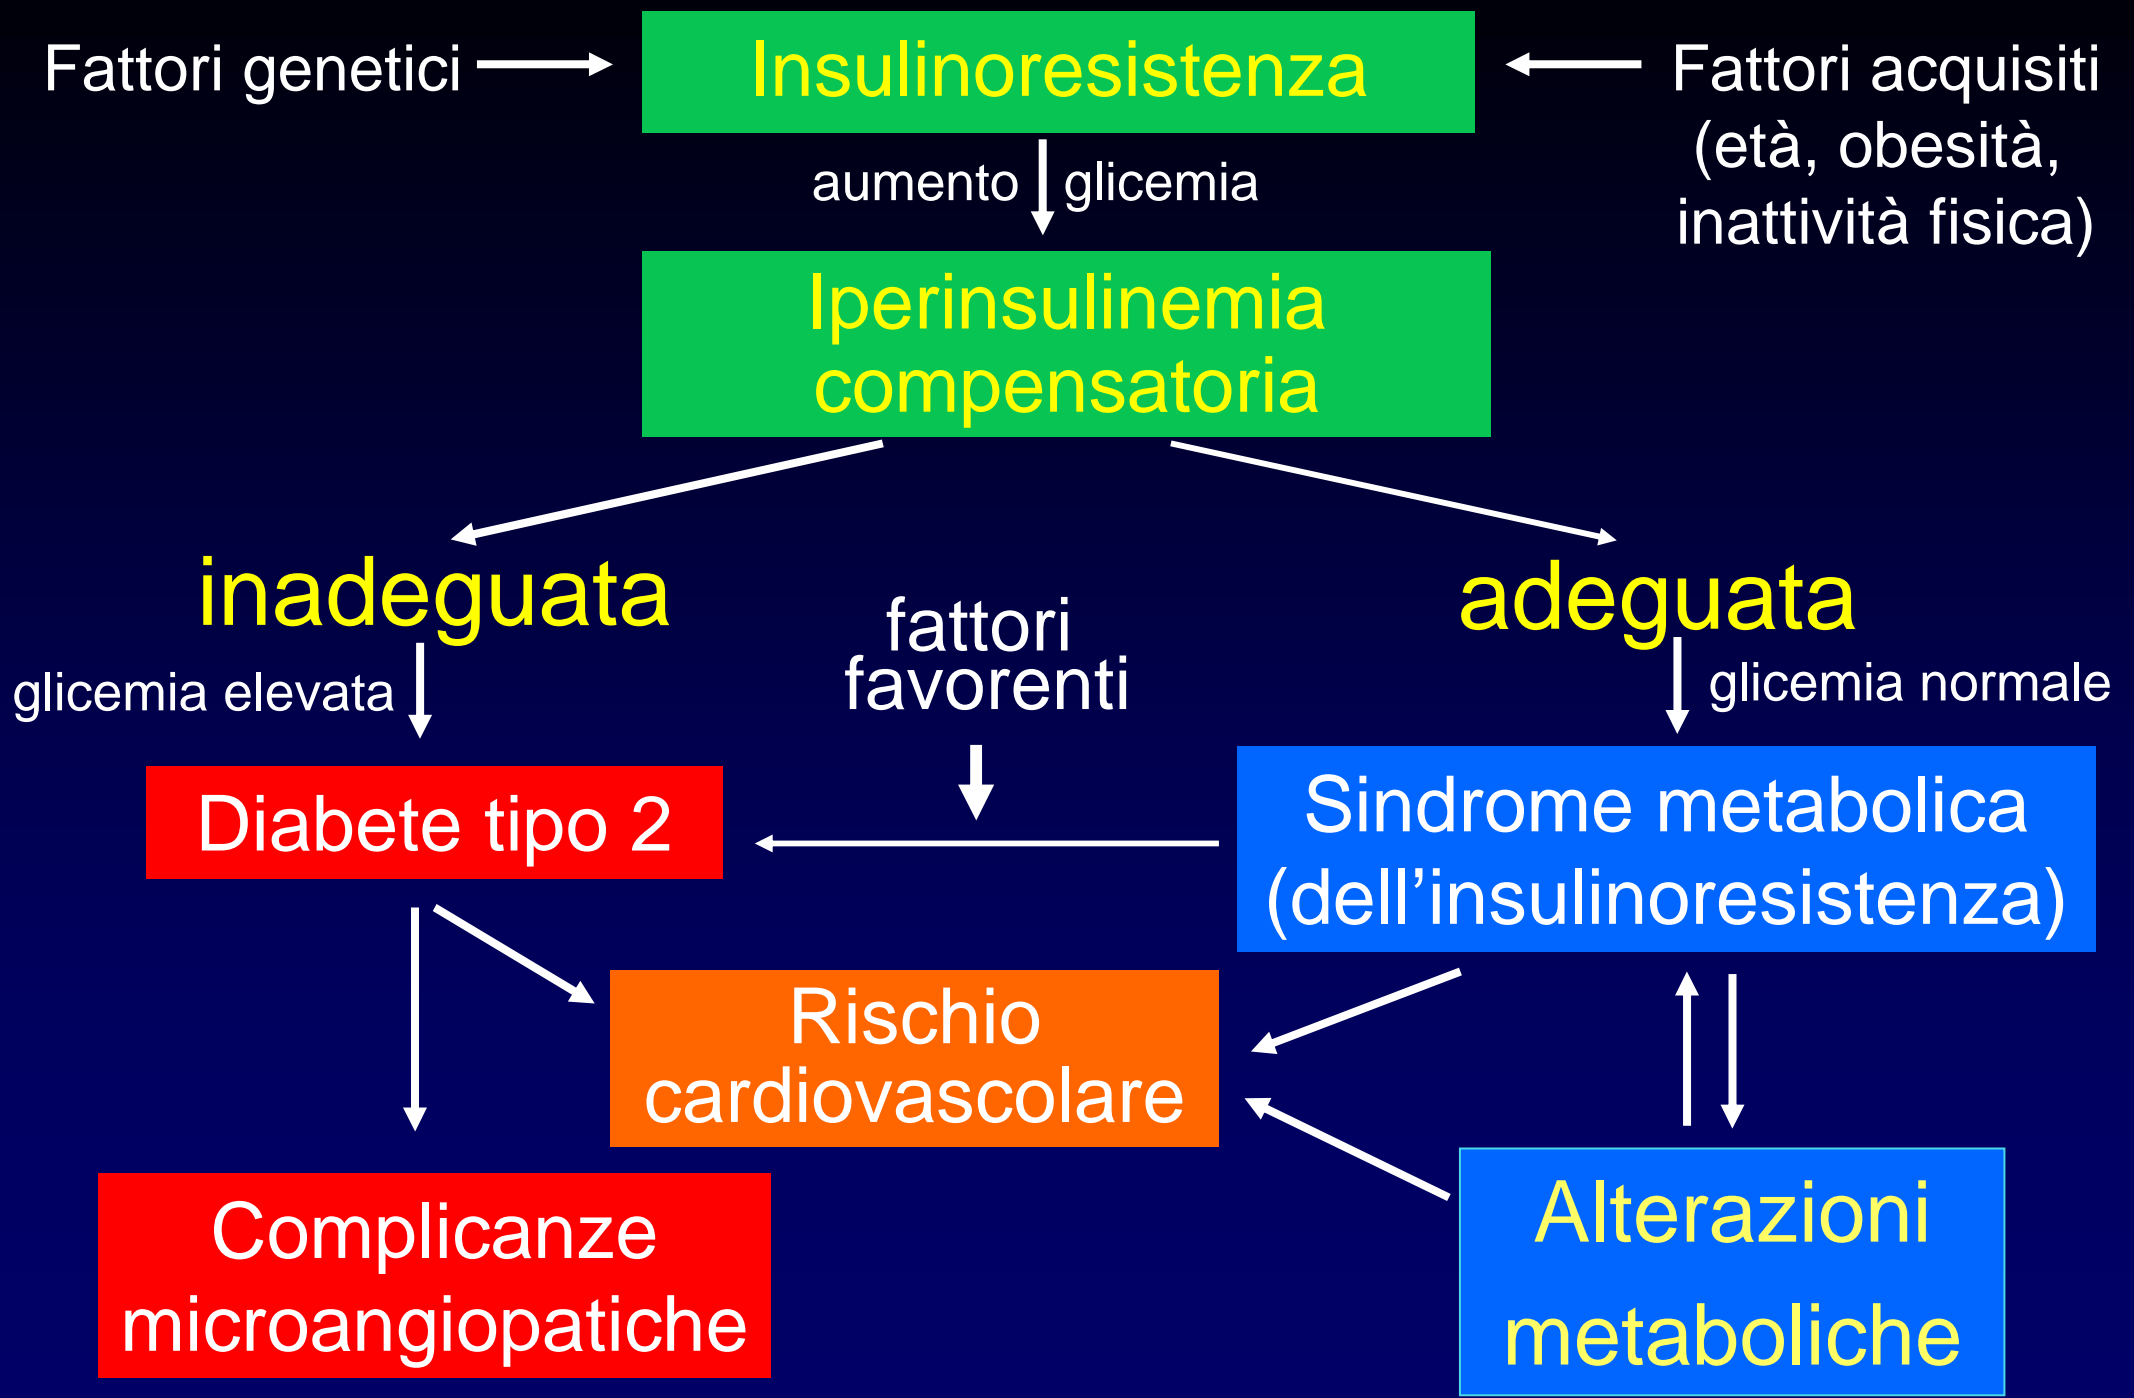 Fattori genetici
Insulinoresistenza
Fattori acquisiti
(età, obesità,
inattività fisica)
aumento glicemia
Iperinsulinemia
compensatoria
inadeguata
adeguata
fattori
favorenti
glicemia elevata
glicemia normale
Diabete tipo 2
Sindrome metabolica
(dell’insulinoresistenza)
Rischio
cardiovascolare
Complicanze
microangiopatiche
Alterazioni
metaboliche